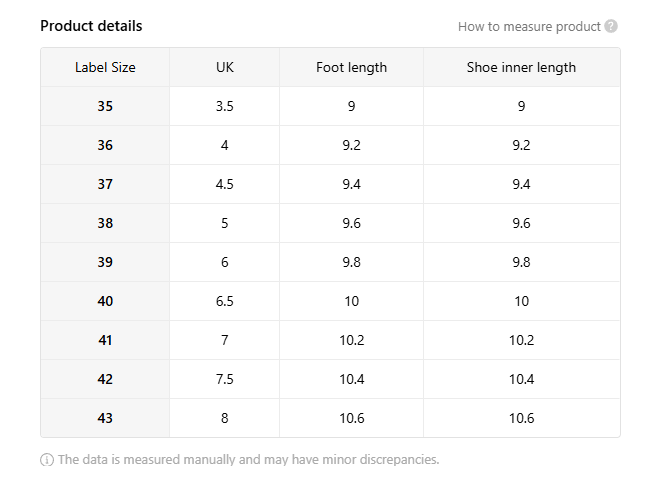 Product details How to measure product ?
Label Size UK Foot length Shoe inner length
35 3.5 9 9
36 4 9.2 9.2
37 4.5 9.4 9.4
38 5 9.6 9.6
39 6 9.8 9.8
40 6.5 10 10
41 7 10.2 10.2
42 7.5 10.4 10.4
43 8 10.6 10.6
The data is measured manually and may have minor discrepancies.